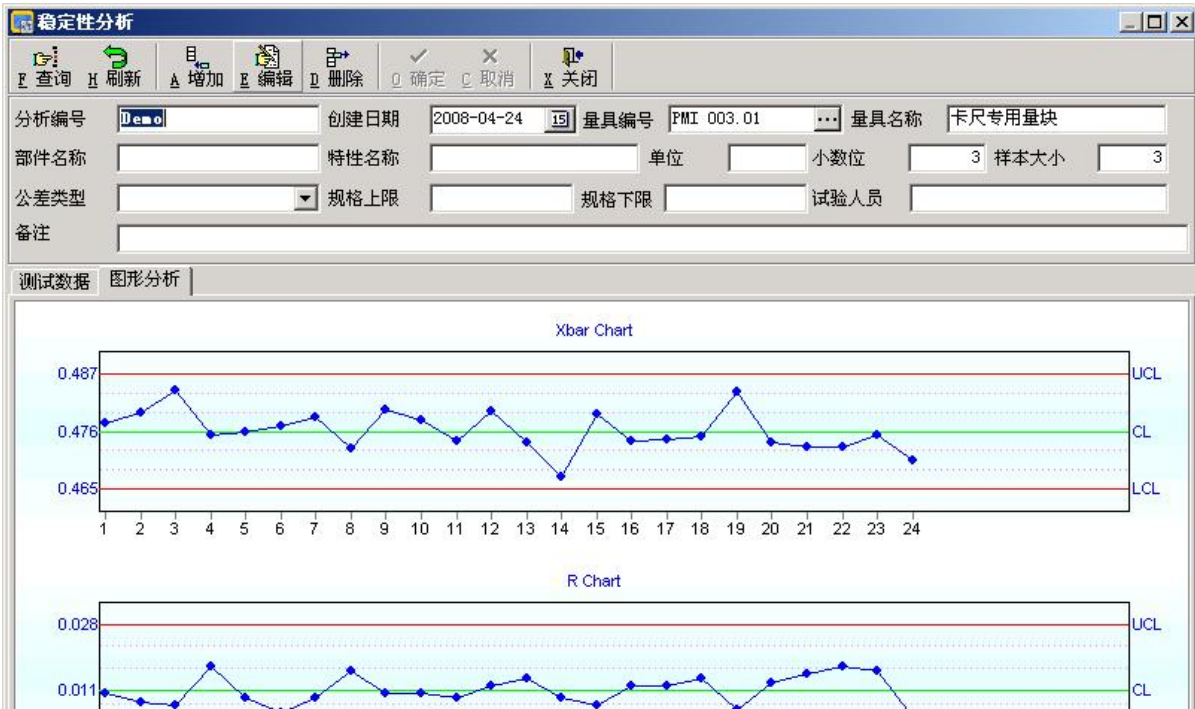 稳定性分析
F 查询 H 刷新 A 增加 E 编辑 D 删除 O 确定 C 取消 X 关闭
分析编号 Demo 创建日期 2008-04-24 15 量具编号 PMI 003.01 ... 量具名称 卡尺专用量块
部件名称 特性名称 单位 小数位 3 样本大小 3
公差类型 规格上限 规格下限 试验人员
备注
测试数据 图形分析
Xbar Chart
0.487 UCL
0.476 CL
0.465 LCL
1 2 3 4 5 6 7 8 9 10 11 12 13 14 15 16 17 18 19 20 21 22 23 24
R Chart
0.028 UCL
0.011 CL